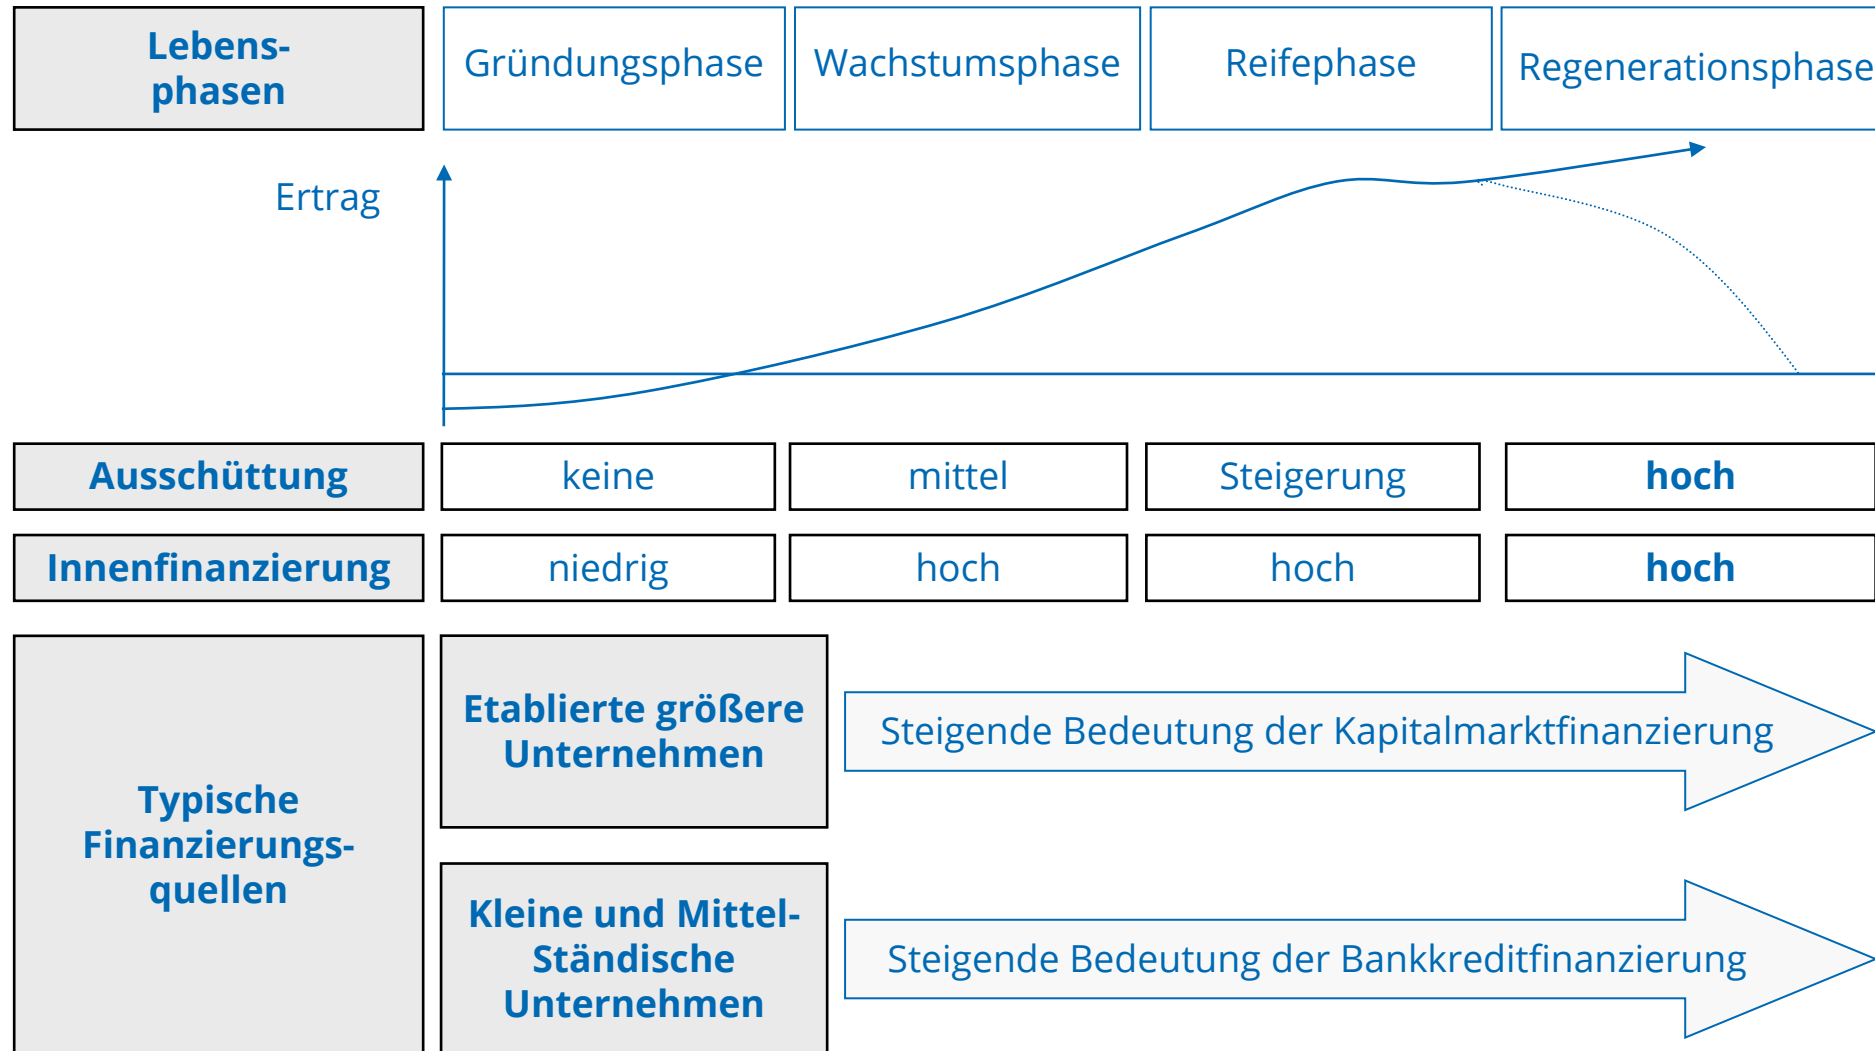 Lebens-
phasen
Gründungsphase
Wachstumsphase
Reifephase
Regenerationsphase
Ertrag
Ausschüttung
keine
mittel
Steigerung
hoch
Innenfinanzierung
niedrig
hoch
hoch
hoch
Typische
Finanzierungs-
quellen
Etablierte größere
Unternehmen
Steigende Bedeutung der Kapitalmarktfinanzierung
Kleine und Mittel-
Ständische
Unternehmen
Steigende Bedeutung der Bankkreditfinanzierung